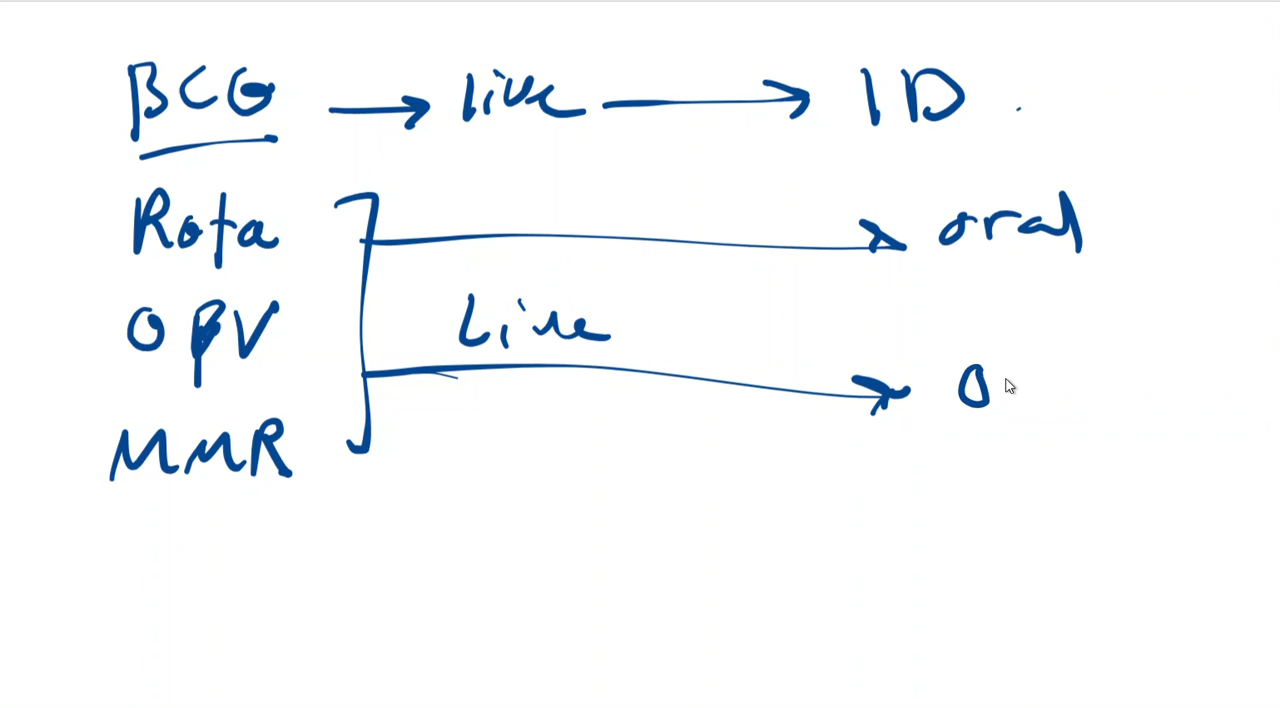 BCG → live → ID
Rota → oral
OPV Live
O
MMR